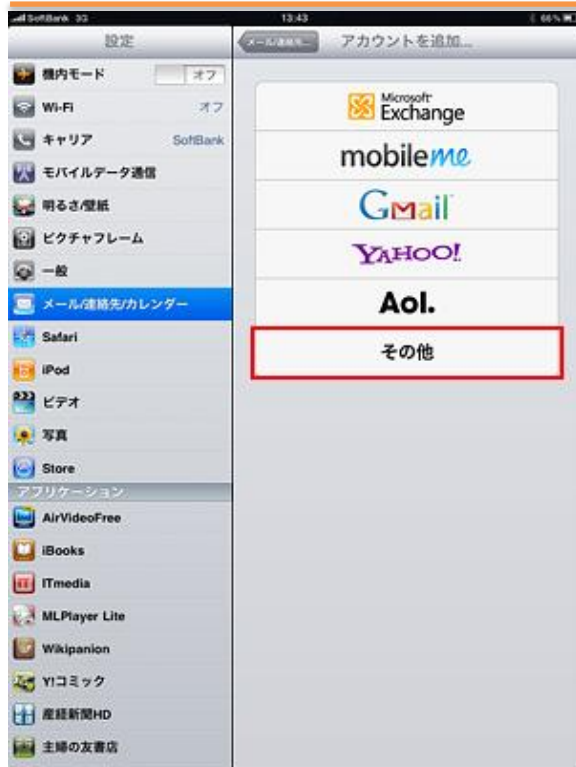 SoftBank 3G 13:43 66%
設定
機内モード オフ
Wi-Fi オフ
キャリア SoftBank
モバイルデータ通信
明るさ/壁紙
ピクチャフレーム
一般
メール/連絡先/カレンダー
Safari
iPod
ビデオ
写真
Store
アプリケーション
AirVideoFree
iBooks
ITmedia
MLPlayer Lite
Wikipanion
Y!コミック
産経新聞HD
主婦の友書店
メール/連絡先... アカウントを追加...
Microsoft
Exchange
mobileme
Gmail
YAHOO!
Aol.
その他